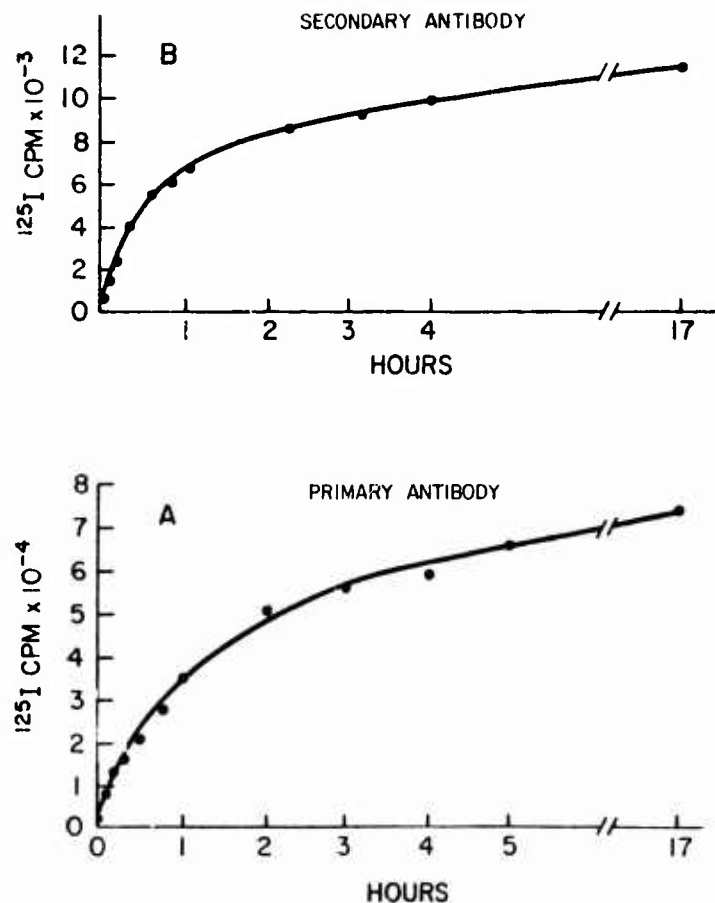 SECONDARY ANTIBODY
B
12
10
8
6
4
2
0
¹²⁵I CPM x 10⁻³
1 2 3 4 17
HOURS
PRIMARY ANTIBODY
A
8
7
6
5
4
3
2
1
0
¹²⁵I CPM x 10⁻⁴
0 1 2 3 4 5 17
HOURS